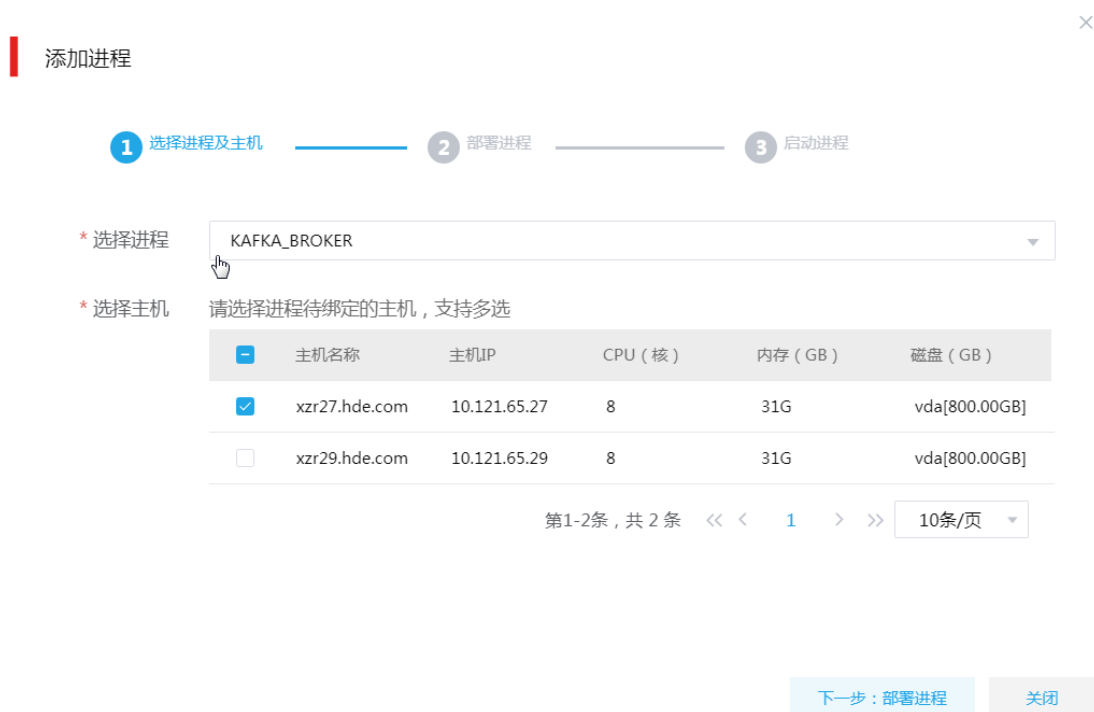 添加进程
1 选择进程及主机 2 部署进程 3 启动进程
* 选择进程 KAFKA_BROKER
* 选择主机 请选择进程待绑定的主机，支持多选
主机名称 主机IP CPU（核） 内存（GB） 磁盘（GB）
xzr27.hde.com 10.121.65.27 8 31G vda[800.00GB]
xzr29.hde.com 10.121.65.29 8 31G vda[800.00GB]
第1-2条，共 2 条 << < 1 > >> 10条/页
下一步：部署进程 关闭